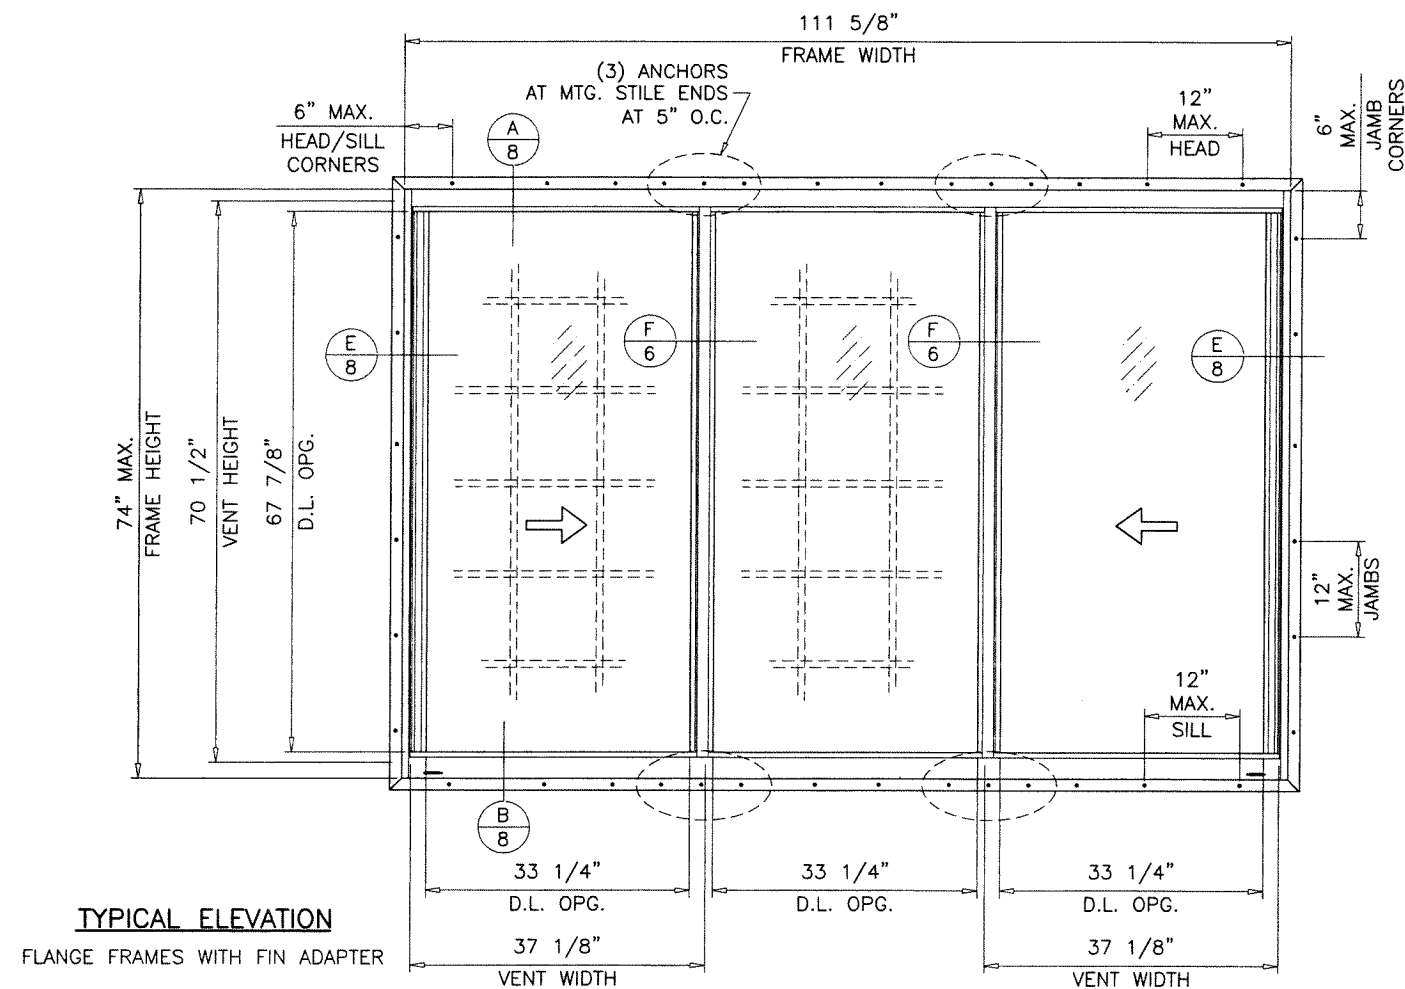 111 5/8"
FRAME WIDTH
(3) ANCHORS
AT MTG. STILE ENDS
AT 5" O.C.
6" MAX.
HEAD/SILL
CORNERS
A
8
12"
MAX.
HEAD
6"
MAX.
JAMB
CORNERS
E
8
F
6
F
6
E
8
74" MAX.
FRAME HEIGHT
70 1/2"
VENT HEIGHT
67 7/8"
D.L. OPG.
12"
MAX.
JAMBS
12"
MAX.
SILL
B
8
33 1/4"
D.L. OPG.
33 1/4"
D.L. OPG.
33 1/4"
D.L. OPG.
37 1/8"
VENT WIDTH
37 1/8"
VENT WIDTH
TYPICAL ELEVATION
FLANGE FRAMES WITH FIN ADAPTER